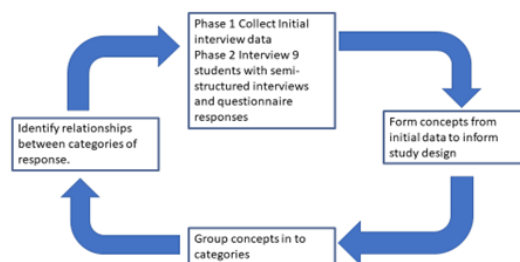 Phase 1 Collect Initial
interview data
Phase 2 Interview 9
students with semi-
structured interviews
and questionnaire
responses
Form concepts from
initial data to inform
study design
Group concepts in to
categories
Identify relationships
between categories of
response.